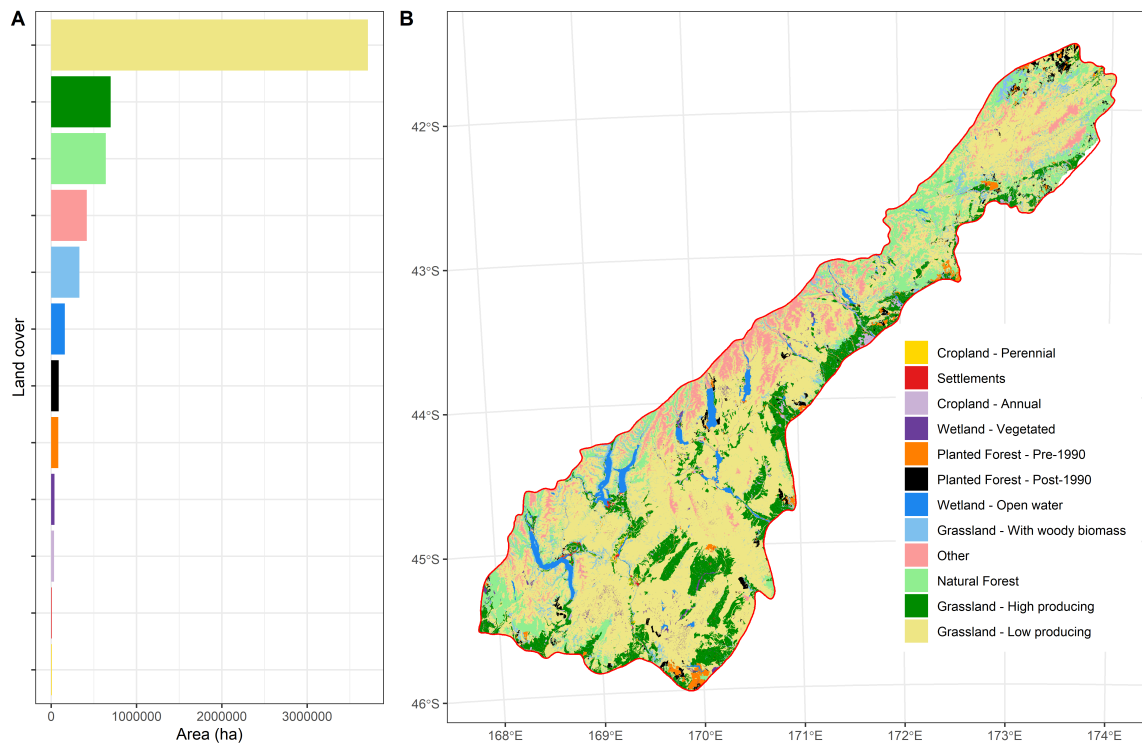 A
B
Land cover
0
1000000
2000000
3000000
Area (ha)
42°S
43°S
44°S
45°S
46°S
168°E
169°E
170°E
171°E
172°E
173°E
174°E
Cropland - Perennial
Settlements
Cropland - Annual
Wetland - Vegetated
Planted Forest - Pre-1990
Planted Forest - Post-1990
Wetland - Open water
Grassland - With woody biomass
Other
Natural Forest
Grassland - High producing
Grassland - Low producing